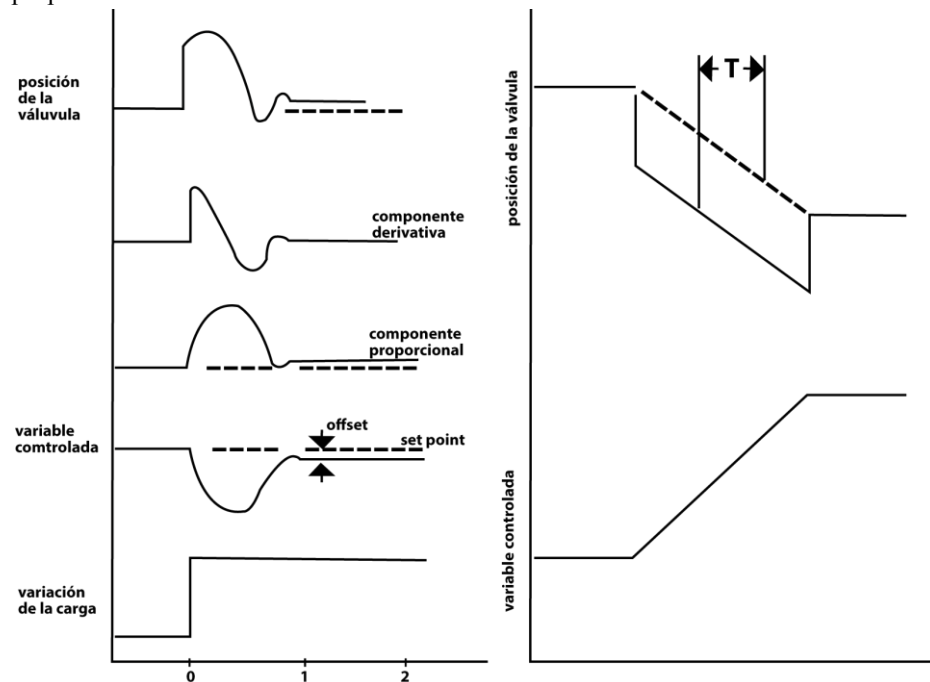 posición
de la
váluvula
componente
derivativa
componente
proporcional
variable
comtrolada
offset
set point
variación
de la carga
0 1 2
T
posición de la válvula
variable controlada